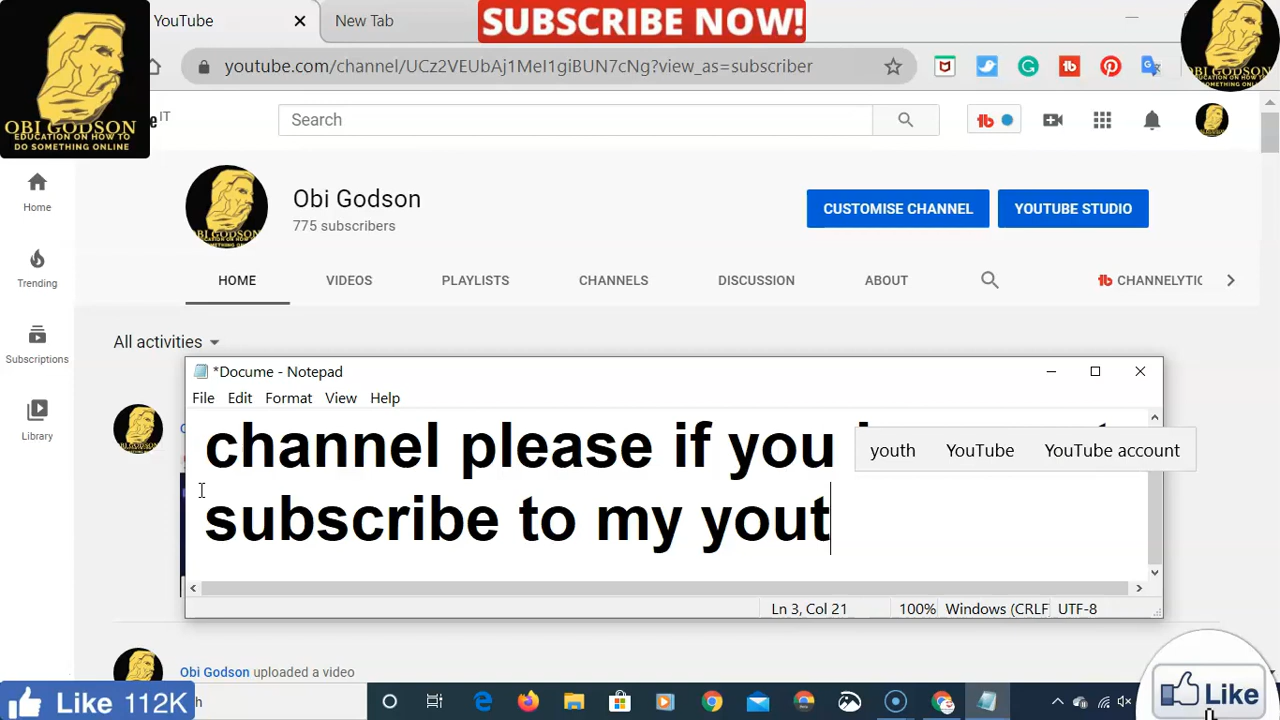 YouTube
New Tab
SUBSCRIBE NOW!
OBI GODSON
EDUCATION ON HOW TO
DO SOMETHING ONLINE
youtube.com/channel/UCz2VEUbAj1MeI1giBUN7cNg?view_as=subscriber
IT
Search
Obi Godson
775 subscribers
CUSTOMISE CHANNEL
YOUTUBE STUDIO
Home
Trending
Subscriptions
Library
HOME
VIDEOS
PLAYLISTS
CHANNELS
DISCUSSION
ABOUT
CHANNELYTIC
All activities
*Docume - Notepad
File Edit Format View Help
channel please if you
youth YouTube YouTube account
subscribe to my yout
Ln 3, Col 21
100%
Windows (CRLF
UTF-8
Obi Godson uploaded a video
Like 112K
Like